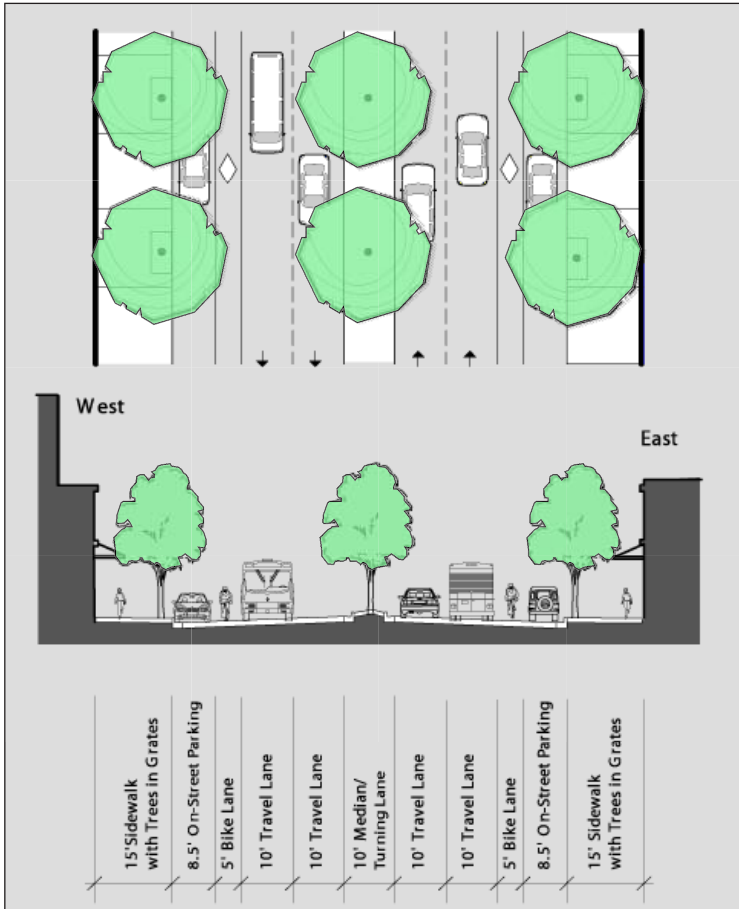 West
East
15'Sidewalk
with Trees in Grates
8.5' On-Street Parking
5' Bike Lane
10' Travel Lane
10' Travel Lane
10' Median/
Turning Lane
10' Travel Lane
10' Travel Lane
5' Bike Lane
8.5' On-Street Parking
15' Sidewalk
with Trees in Grates